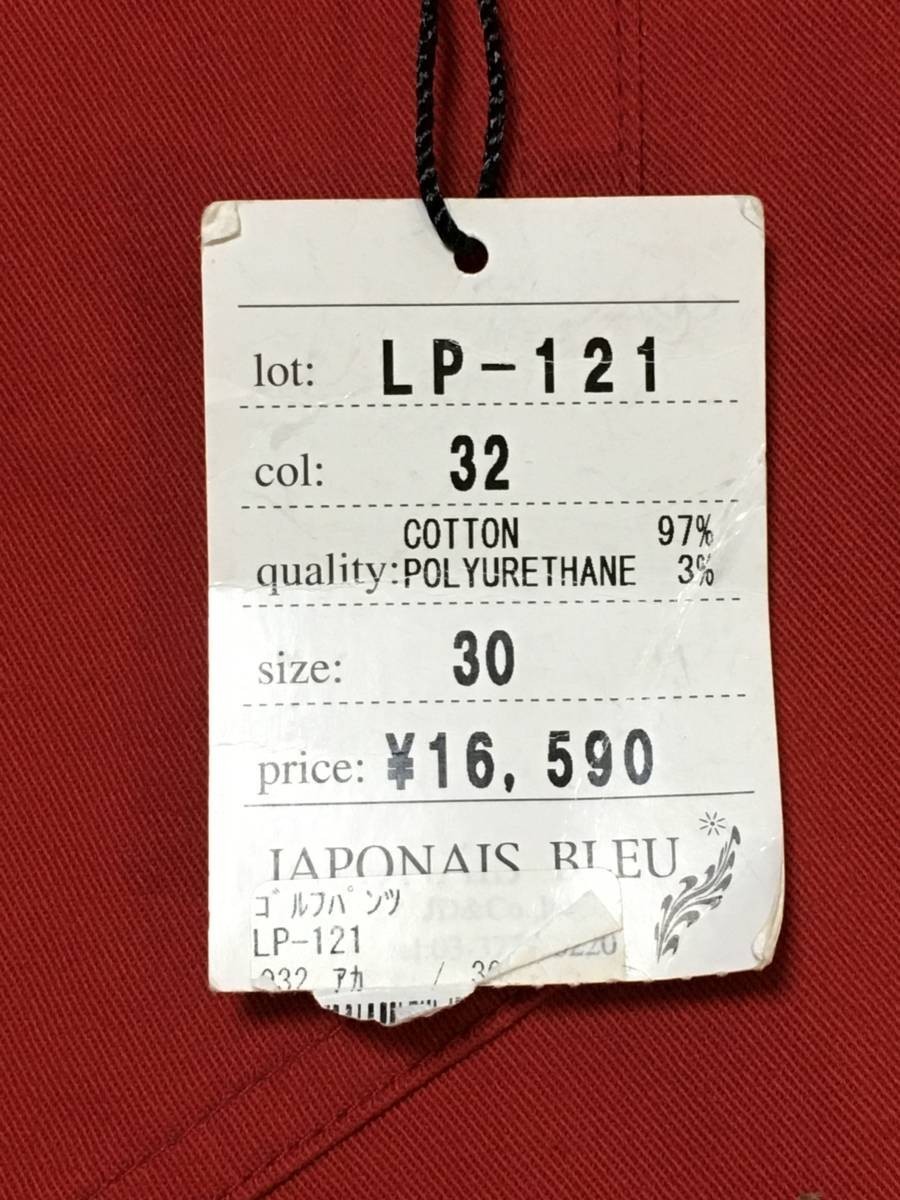 lot: LP-121
col: 32
COTTON 97%
quality: POLYURETHANE 3%
size: 30
price: ¥16,590
JAPONAIS BLEU
ｺﾞﾙﾌﾊﾟﾝﾂ
LP-121
032 ｱｶ / 30